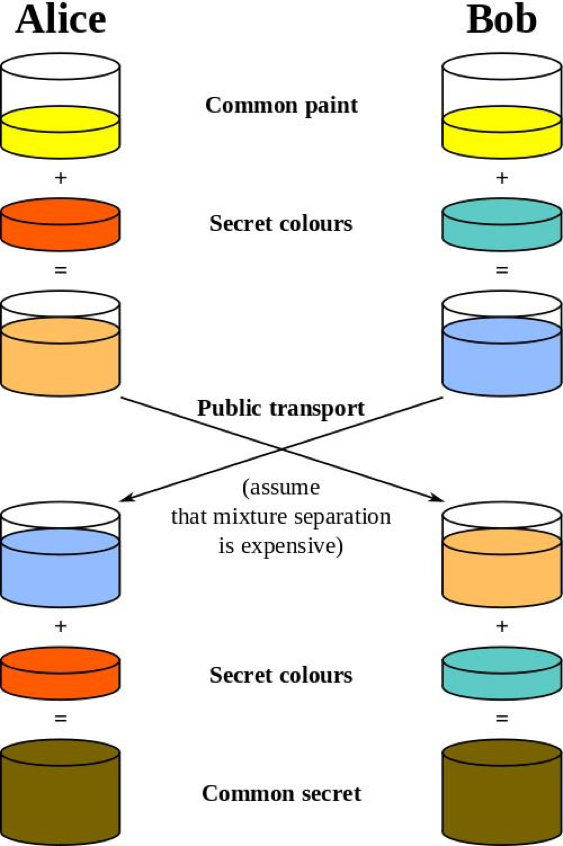 Alice
Bob
Common paint
+
+
Secret colours
=
=
Public transport
(assume
that mixture separation
is expensive)
+
+
Secret colours
=
=
Common secret